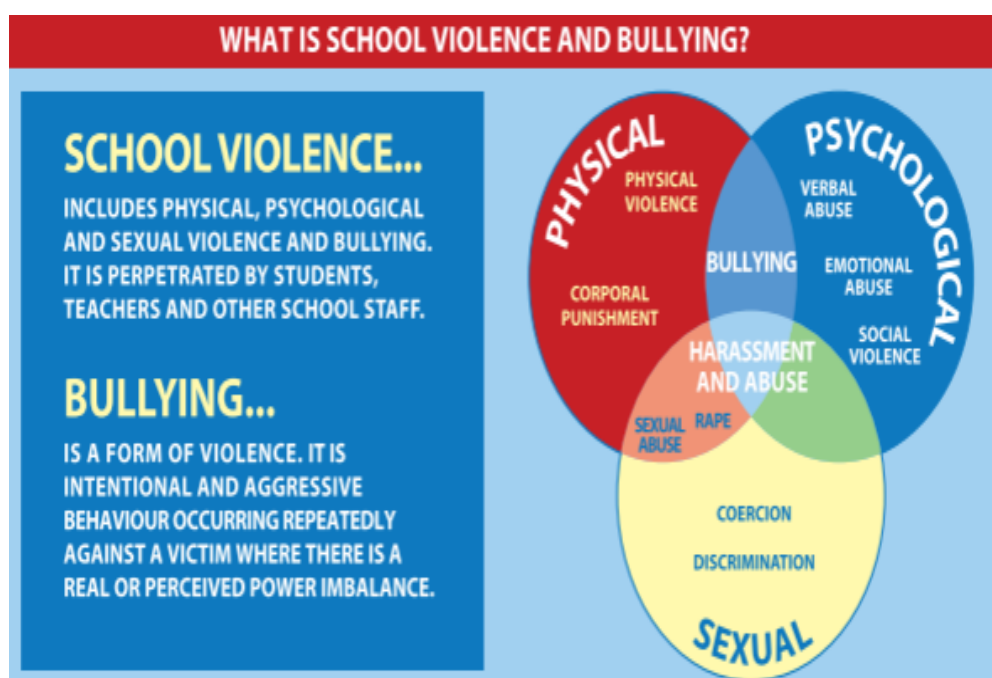 WHAT IS SCHOOL VIOLENCE AND BULLYING?
SCHOOL VIOLENCE...
INCLUDES PHYSICAL, PSYCHOLOGICAL
AND SEXUAL VIOLENCE AND BULLYING.
IT IS PERPETRATED BY STUDENTS,
TEACHERS AND OTHER SCHOOL STAFF.
BULLYING...
IS A FORM OF VIOLENCE. IT IS
INTENTIONAL AND AGGRESSIVE
BEHAVIOUR OCCURRING REPEATEDLY
AGAINST A VICTIM WHERE THERE IS A
REAL OR PERCEIVED POWER IMBALANCE.
PHYSICAL
PHYSICAL
VIOLENCE
CORPORAL
PUNISHMENT
BULLYING
PSYCHOLOGICAL
VERBAL
ABUSE
EMOTIONAL
ABUSE
SOCIAL
VIOLENCE
HARASSMENT
AND ABUSE
SEXUAL
ABUSE
RAPE
COERCION
DISCRIMINATION
SEXUAL